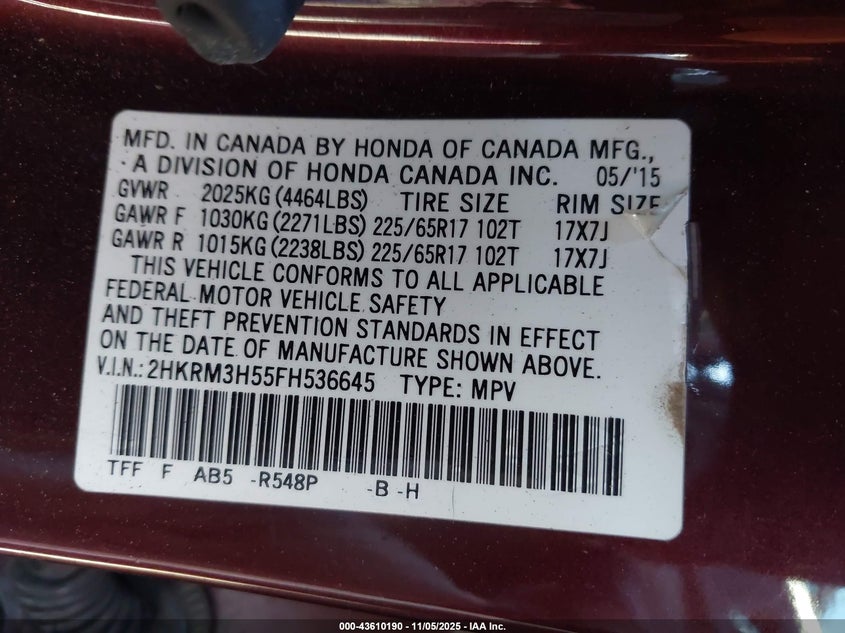 MFD. IN CANADA BY HONDA OF CANADA MFG.,
A DIVISION OF HONDA CANADA INC. 05/'15
GVWR 2025KG (4464LBS) TIRE SIZE RIM SIZE
GAWR F 1030KG (2271LBS) 225/65R17 102T 17X7J
GAWR R 1015KG (2238LBS) 225/65R17 102T 17X7J
THIS VEHICLE CONFORMS TO ALL APPLICABLE
FEDERAL MOTOR VEHICLE SAFETY
AND THEFT PREVENTION STANDARDS IN EFFECT
ON THE DATE OF MANUFACTURE SHOWN ABOVE.
V.I.N.: 2HKRM3H55FH536645 TYPE: MPV
TFF F AB5 -R548P -B -H
000-43610190 - 11/05/2025 - IAA Inc.